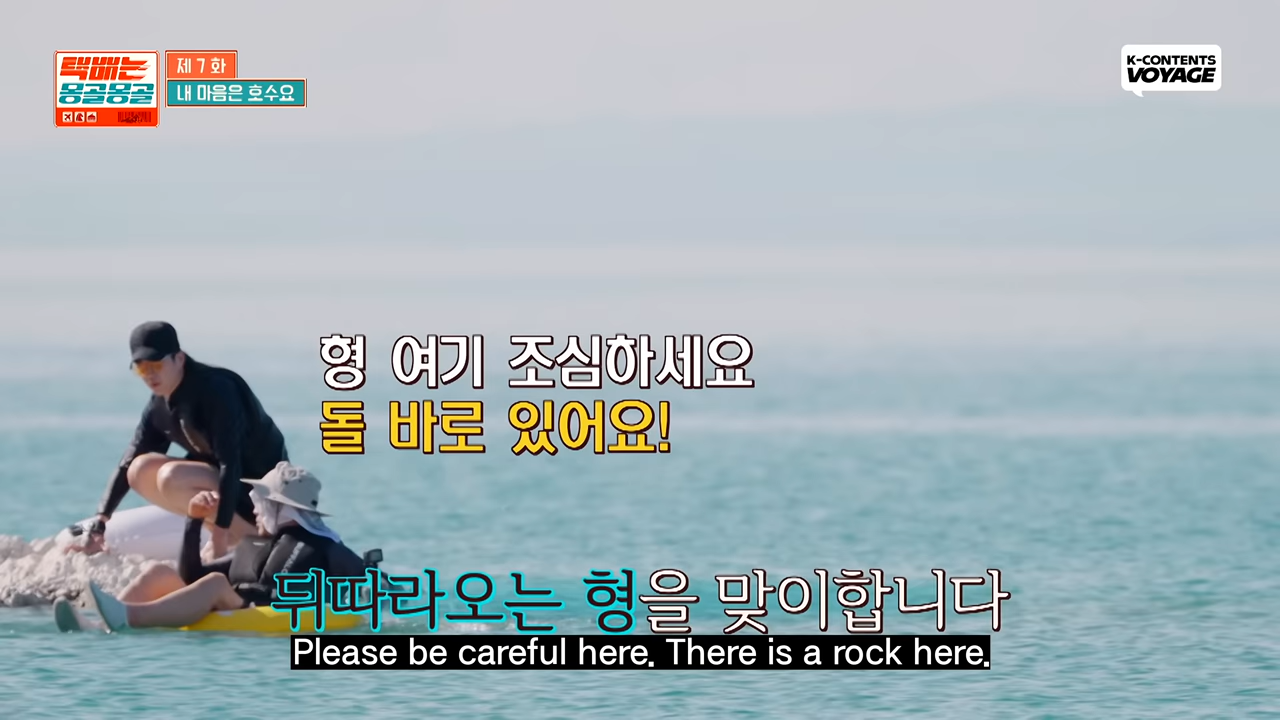 택배는
몽골몽골
제 7 화
내 마음은 호수요
K-CONTENTS
VOYAGE
형 여기 조심하세요
돌 바로 있어요!
뒤따라오는 형을 맞이합니다
Please be careful here. There is a rock here.